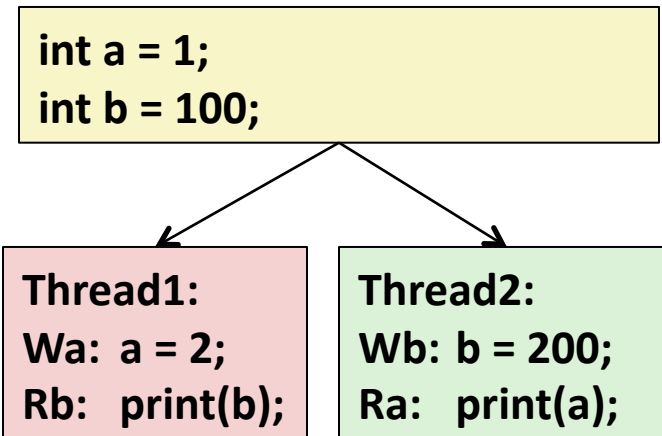 int a = 1;
int b = 100;
Thread1:
Wa: a = 2;
Rb: print(b);
Thread2:
Wb: b = 200;
Ra: print(a);